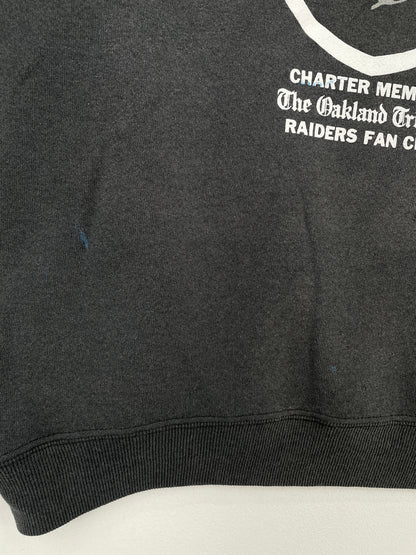 CHARTER MEM
The Oakland Tri
RAIDERS FAN C